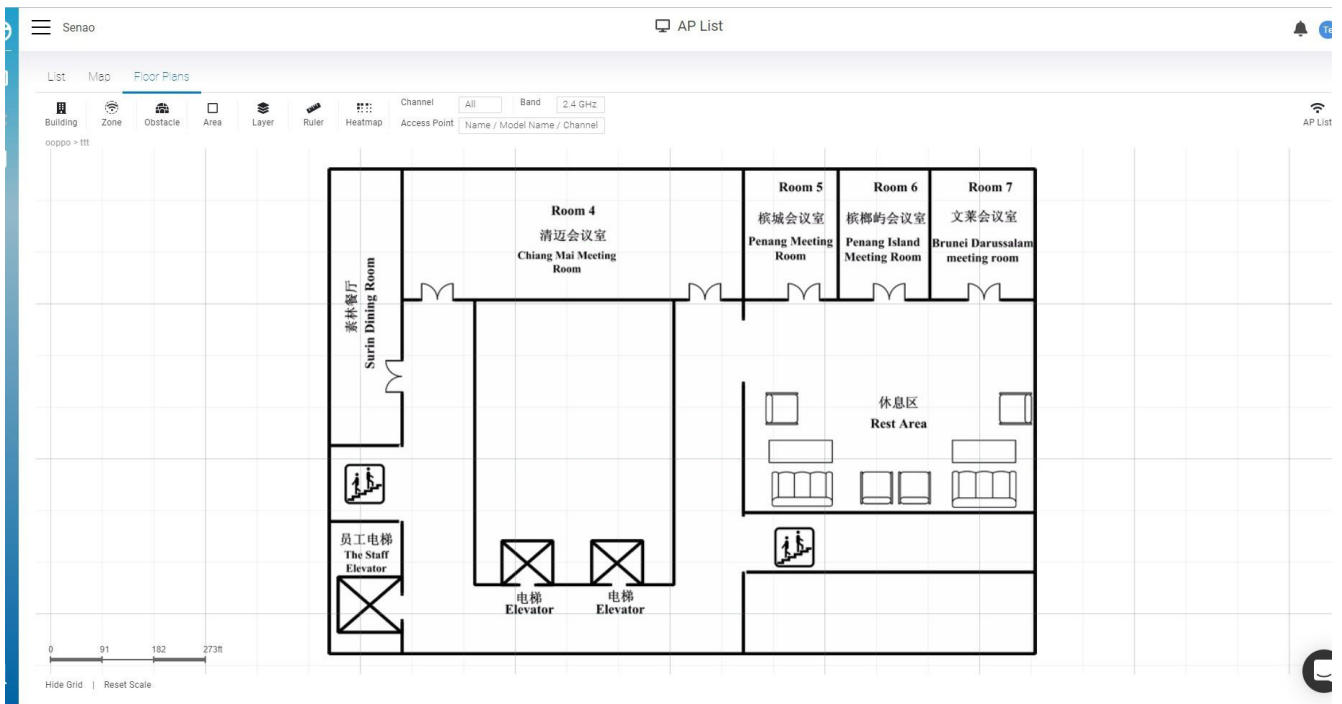 Senao
AP List
List
Map
Floor Plans
Building
Zone
Obstacle
Area
Layer
Ruler
Heatmap
Channel
All
Band
2.4 GHz
Access Point
Name / Model Name / Channel
AP List
ooppo > ttt
Room 4
清迈会议室
Chiang Mai Meeting
Room
Room 5
槟城会议室
Penang Meeting
Room
Room 6
槟榔屿会议室
Penang Island
Meeting Room
Room 7
文莱会议室
Brunei Darussalam
meeting room
素林餐厅
Surin Dining Room
休息区
Rest Area
员工电梯
The Staff
Elevator
电梯
Elevator
电梯
Elevator
0
91
182
273ft
Hide Grid | Reset Scale